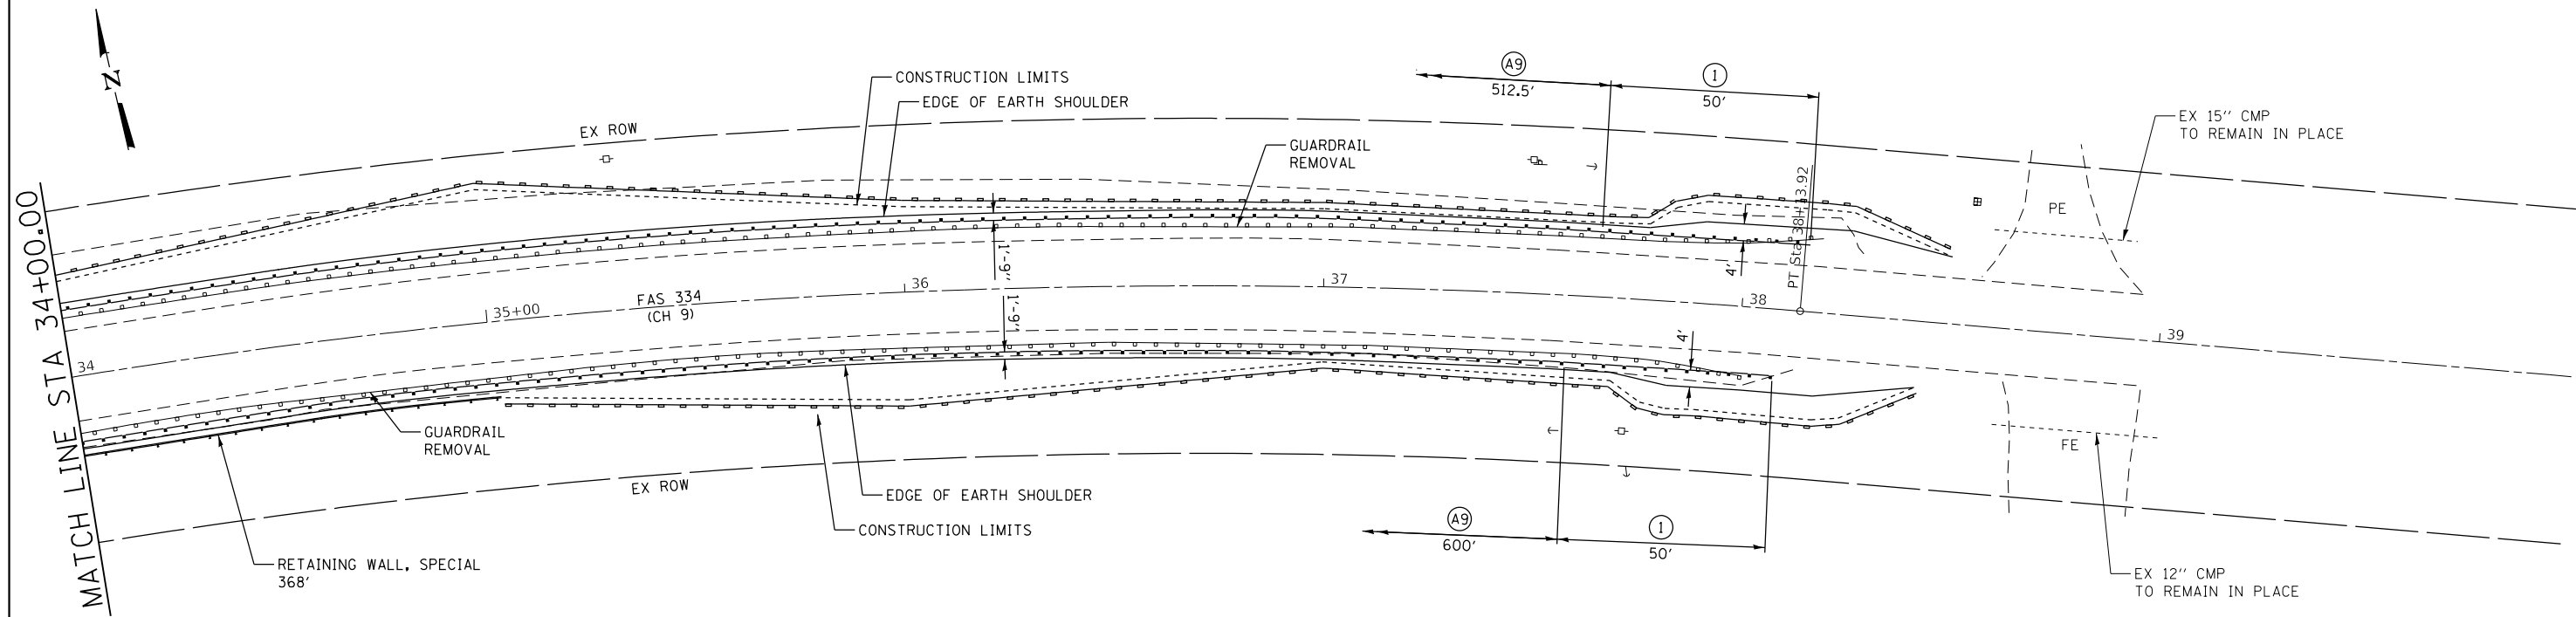 N
CONSTRUCTION LIMITS
EDGE OF EARTH SHOULDER
EX ROW
GUARDRAIL
REMOVAL
A9
512.5'
1
50'
EX 15" CMP
TO REMAIN IN PLACE
PE
MATCH LINE STA 34+00.00
34
35+00
FAS 334
(CH 9)
36
37
38
39
1'-9"
1'-9"
4'
4'
PT Sta 38+13.92
GUARDRAIL
REMOVAL
EX ROW
EDGE OF EARTH SHOULDER
CONSTRUCTION LIMITS
RETAINING WALL, SPECIAL
368'
A9
600'
1
50'
FE
EX 12" CMP
TO REMAIN IN PLACE